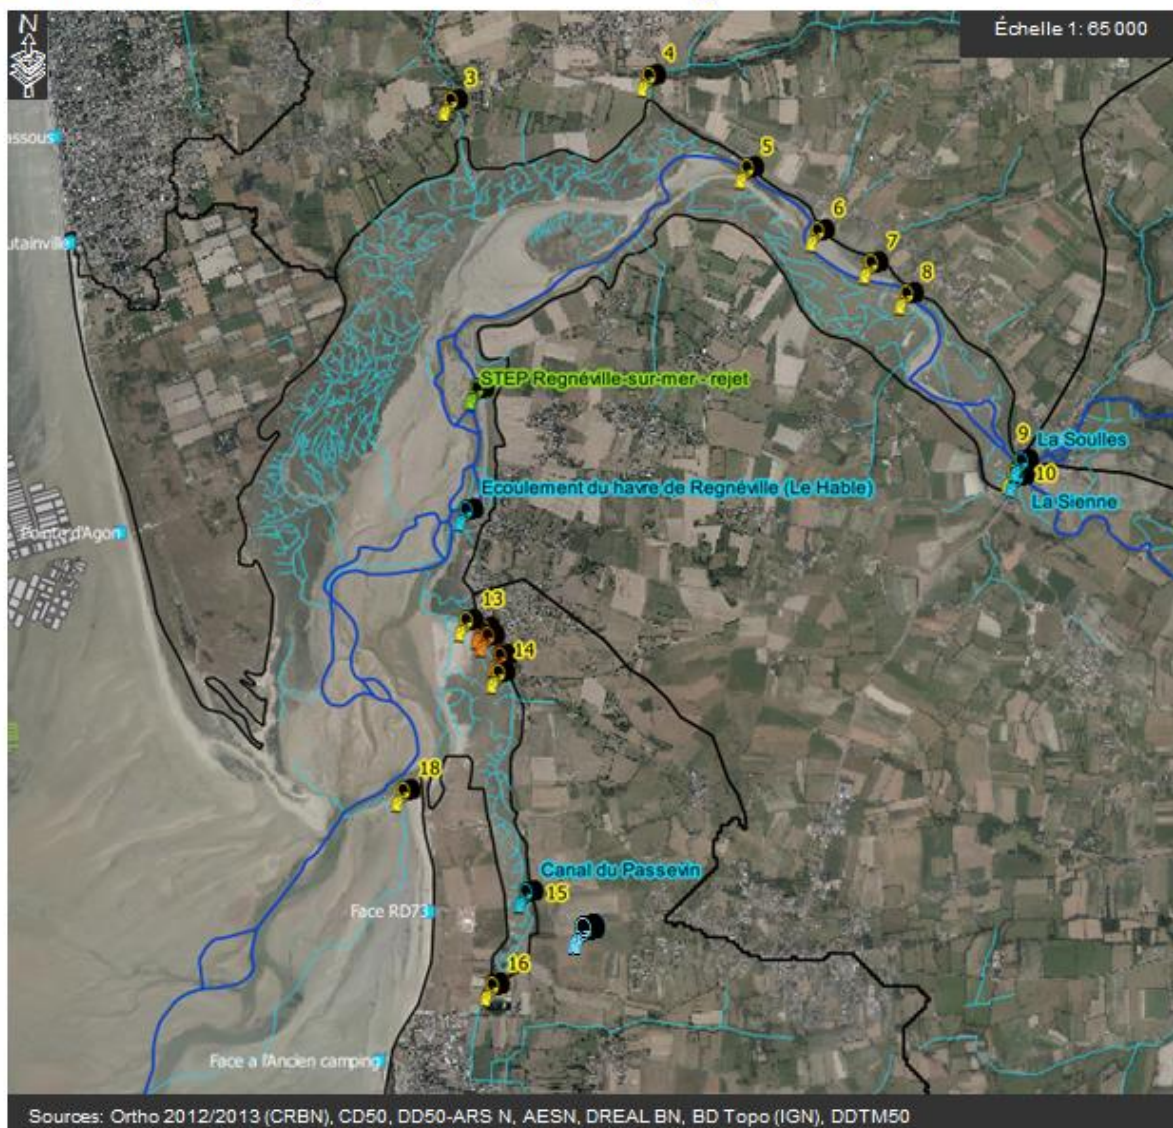 N
Échelle 1: 65 000
4
3
assous
5
6
utainville
7
8
STEP Regnéville-sur-mer - rejet
9
La Soulles
10
Ecoulement du havre de Regnéville (Le Hable)
La Sienne
Pointe d'Agon
13
14
18
Canal du Passevin
15
Face RD73
16
Face a l'Ancien camping
Sources: Ortho 2012/2013 (CRBN), CD50, DD50-ARS N, AESN, DREAL BN, BD Topo (IGN), DDTM50